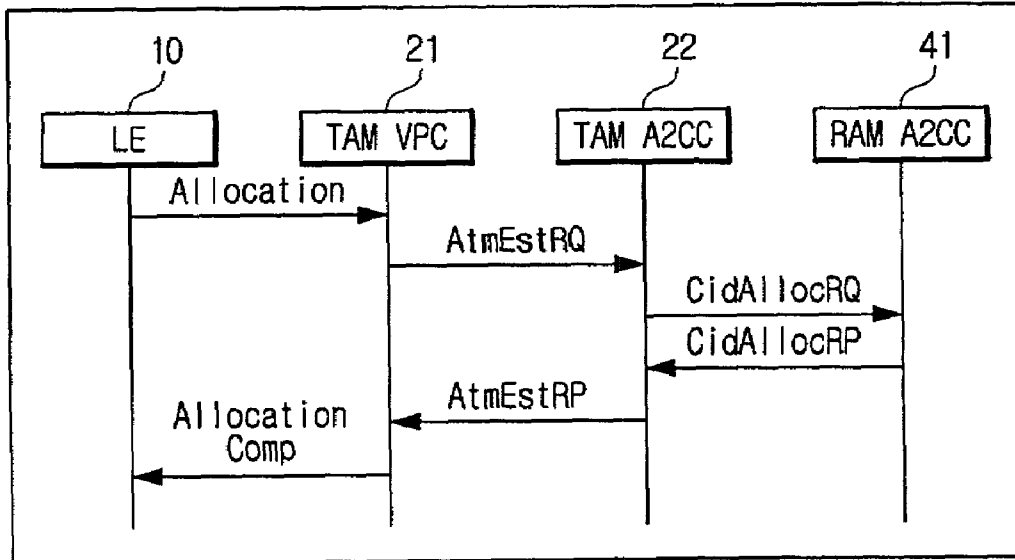 10
21
22
41
LE
TAM VPC
TAM A2CC
RAM A2CC
Allocation
AtmEstRQ
CidAllocRQ
CidAllocRP
AtmEstRP
Allocation
Comp